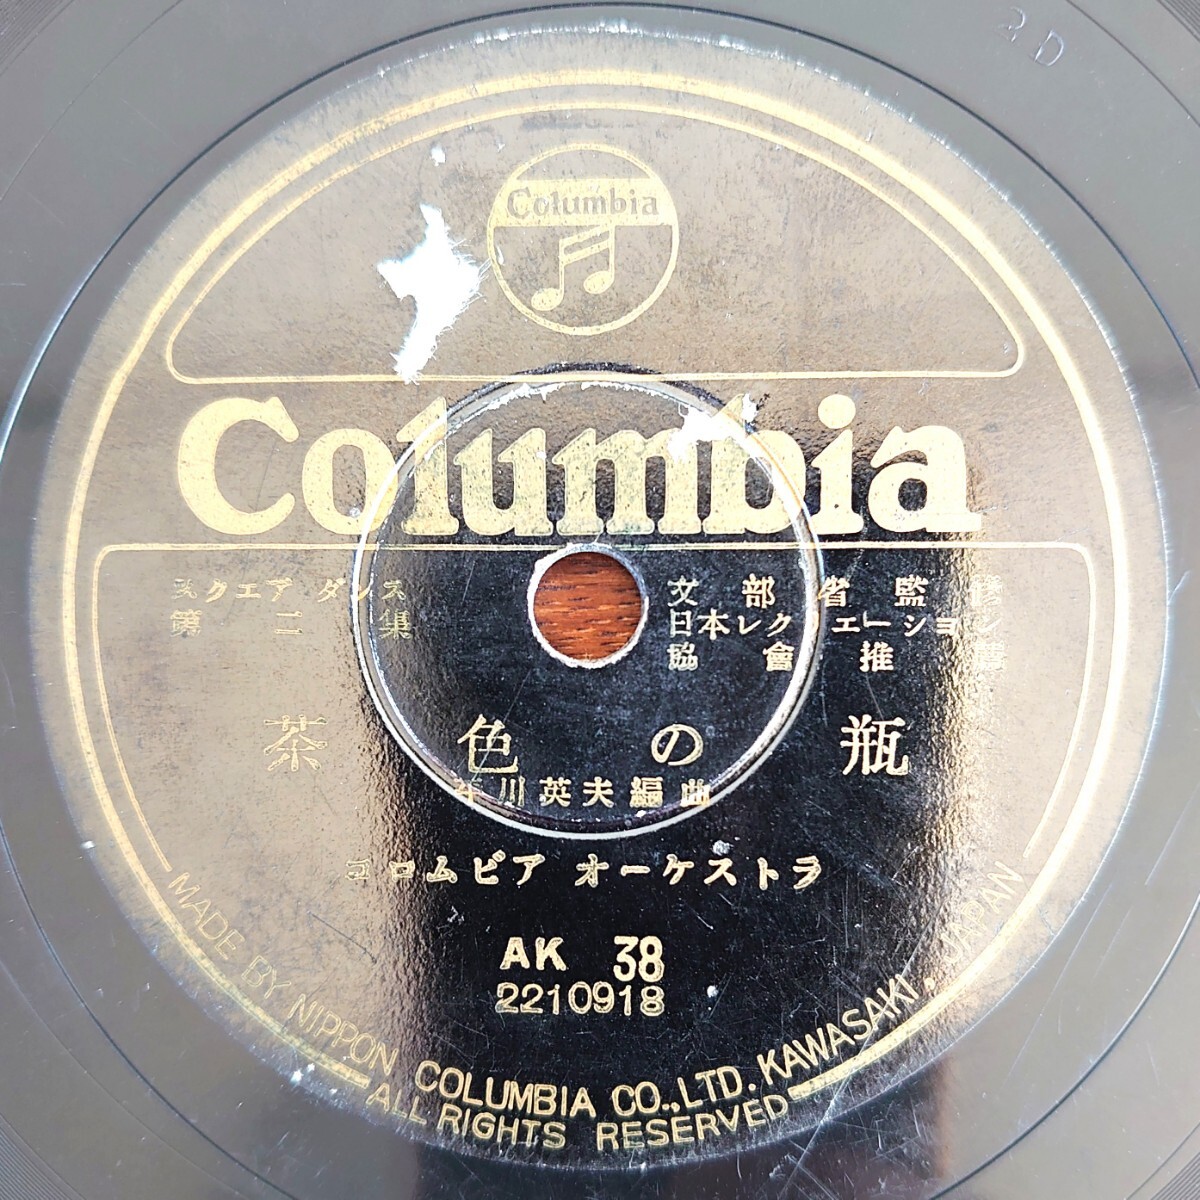 2D
Columbia
Columbia
スクエア ダンス
第二集
文部省監修
日本レクリエーション
協會推薦
茶色の瓶
川英夫編曲
コロムビア オーケストラ
AK 38
2210918
MADE BY NIPPON COLUMBIA CO.,LTD. KAWASAKI, JAPAN
ALL RIGHTS RESERVED